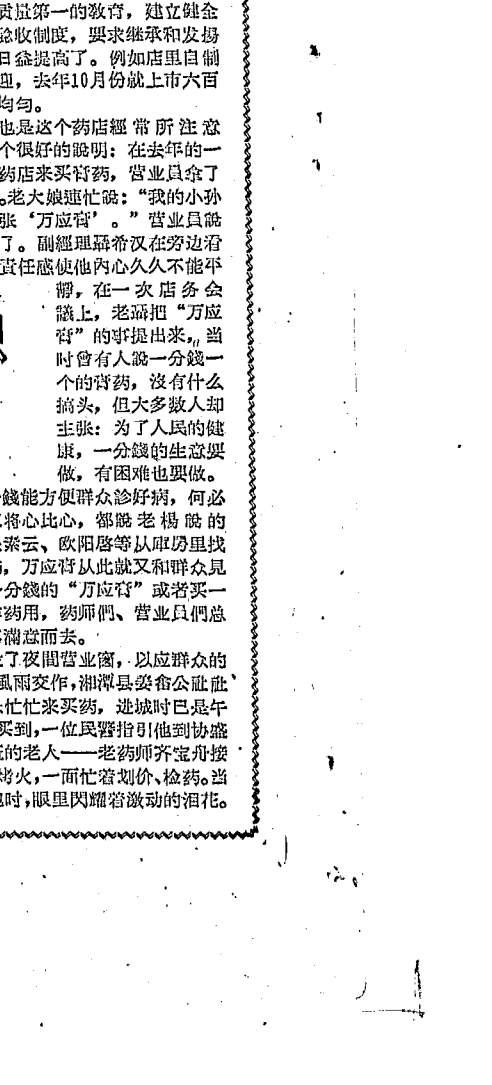 质量第一的教育，建立健全
验收制度，要求继承和发扬
日益提高了。例如店里自制
迎，去年10月份就上市六百
均匀。
也是这个药店經常所注意
个很好的說明：在去年的一
药店来买膏药，营业員拿了
。老大娘連忙說：“我的小孙
张‘万应膏’。”营业員說
了。副經理聶希汉在旁边看
責任感使他內心久久不能平
靜，在一次店务会
議上，老聶把“万应
膏”的事提出来，当
时曾有人說一分錢一
个的膏药，沒有什么
搞头，但大多数人却
主张：为了人民的健
康，一分錢的生意要
做，有困难也要做。
錢能方便群众診好病，何必
将心比心，都說老楊說的
素云、欧阳啓等从庫房里找
，万应膏从此就又和群众見
分錢的“万应膏”或者买一
药用，药师們、营业員們总
滿意而去。
了夜間营业窗，以应群众的
風雨交作，湘潭县姜畬公社社
忙忙来买药，进城时已是午
买到，一位民警指引他到协盛
的老人——老药师齐宝舟接
烤火，一面忙着划价、检药。当
时，眼里閃耀着激动的泪花。